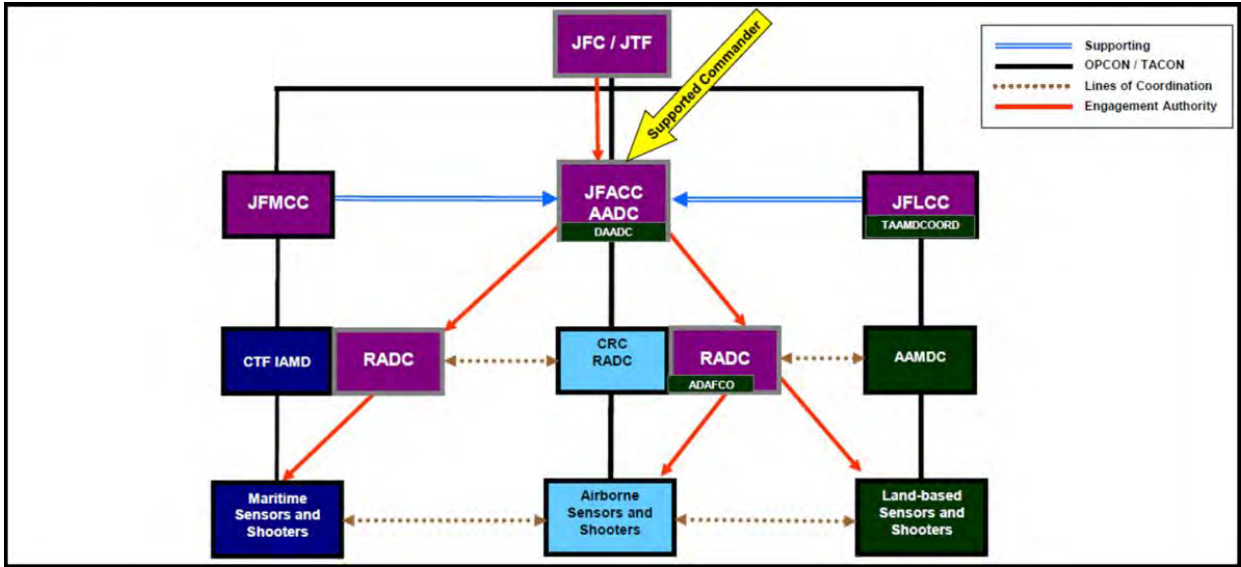 JFC / JTF
Supported Commander
Supporting
OPCON / TACON
Lines of Coordination
Engagement Authority
JFMCC
JFACC
AADC
DAADC
JFLCC
TAAMDCOORD
CTF IAMD
RADC
CRC
RADC
RADC
ADAFCO
AAMDC
Maritime
Sensors and
Shooters
Airborne
Sensors and
Shooters
Land-based
Sensors and
Shooters